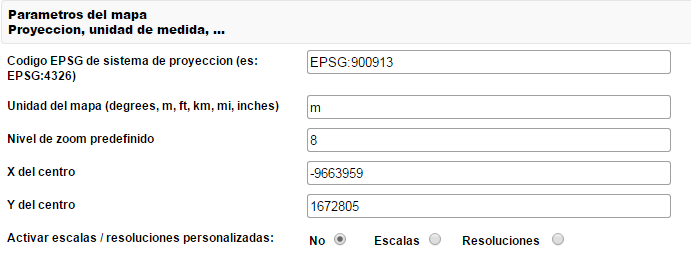 Parametros del mapa
Proyeccion, unidad de medida, ...
Codigo EPSG de sistema de proyeccion (es:
EPSG:4326)
EPSG:900913
Unidad del mapa (degrees, m, ft, km, mi, inches)
m
Nivel de zoom predefinido
8
X del centro
-9663959
Y del centro
1672805
Activar escalas / resoluciones personalizadas:
No Escalas Resoluciones